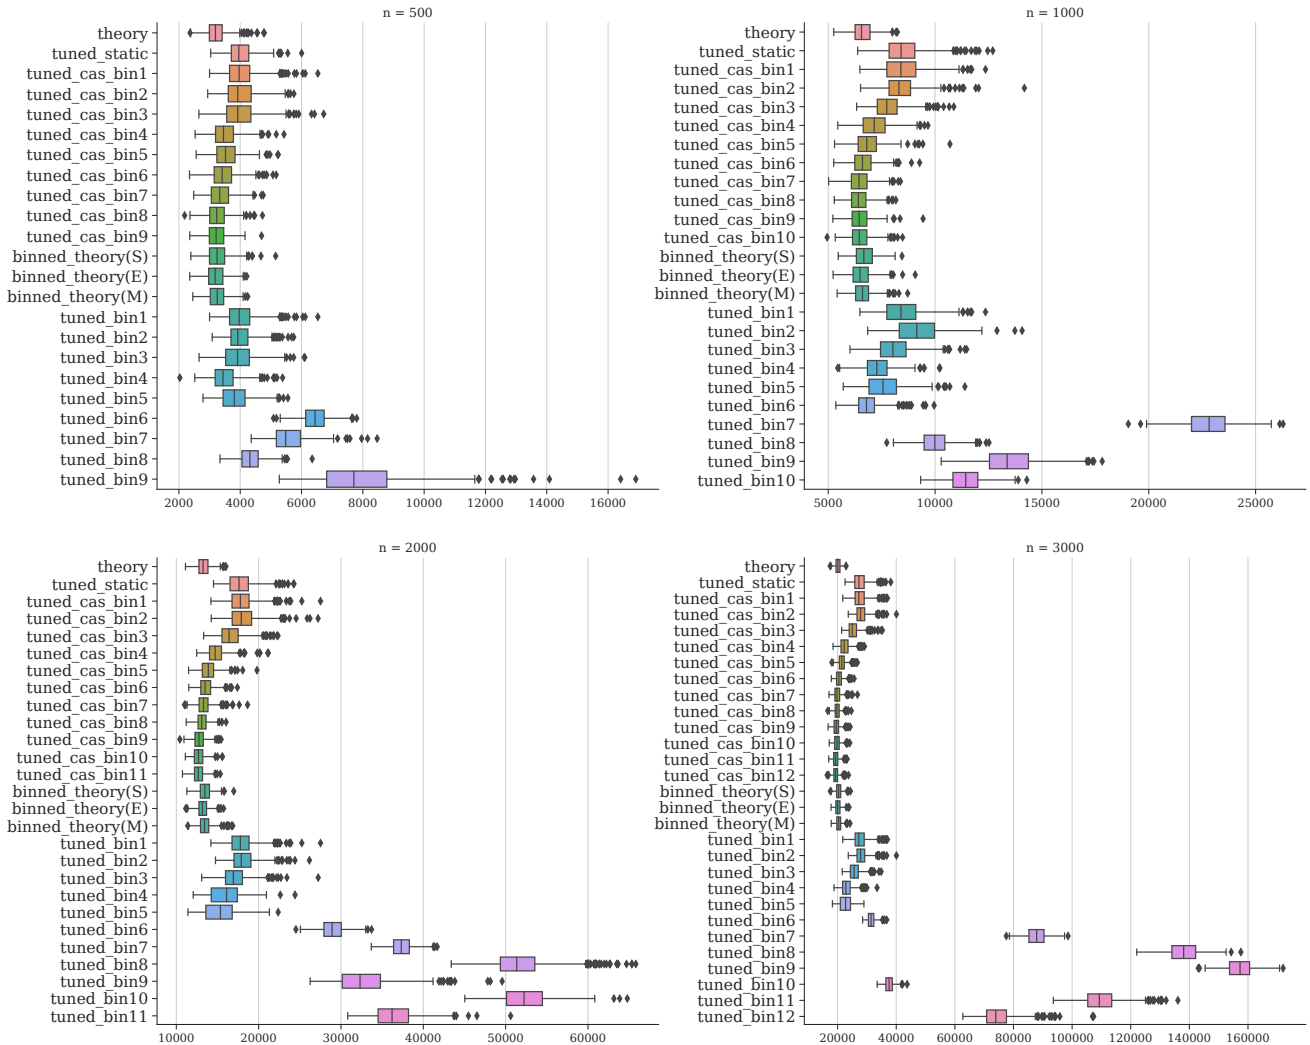 n = 500
theory
tuned_static
tuned_cas_bin1
tuned_cas_bin2
tuned_cas_bin3
tuned_cas_bin4
tuned_cas_bin5
tuned_cas_bin6
tuned_cas_bin7
tuned_cas_bin8
tuned_cas_bin9
binned_theory(S)
binned_theory(E)
binned_theory(M)
tuned_bin1
tuned_bin2
tuned_bin3
tuned_bin4
tuned_bin5
tuned_bin6
tuned_bin7
tuned_bin8
tuned_bin9
2000 4000 6000 8000 10000 12000 14000 16000
n = 1000
theory
tuned_static
tuned_cas_bin1
tuned_cas_bin2
tuned_cas_bin3
tuned_cas_bin4
tuned_cas_bin5
tuned_cas_bin6
tuned_cas_bin7
tuned_cas_bin8
tuned_cas_bin9
tuned_cas_bin10
binned_theory(S)
binned_theory(E)
binned_theory(M)
tuned_bin1
tuned_bin2
tuned_bin3
tuned_bin4
tuned_bin5
tuned_bin6
tuned_bin7
tuned_bin8
tuned_bin9
tuned_bin10
5000 10000 15000 20000 25000
n = 2000
theory
tuned_static
tuned_cas_bin1
tuned_cas_bin2
tuned_cas_bin3
tuned_cas_bin4
tuned_cas_bin5
tuned_cas_bin6
tuned_cas_bin7
tuned_cas_bin8
tuned_cas_bin9
tuned_cas_bin10
tuned_cas_bin11
binned_theory(S)
binned_theory(E)
binned_theory(M)
tuned_bin1
tuned_bin2
tuned_bin3
tuned_bin4
tuned_bin5
tuned_bin6
tuned_bin7
tuned_bin8
tuned_bin9
tuned_bin10
tuned_bin11
10000 20000 30000 40000 50000 60000
n = 3000
theory
tuned_static
tuned_cas_bin1
tuned_cas_bin2
tuned_cas_bin3
tuned_cas_bin4
tuned_cas_bin5
tuned_cas_bin6
tuned_cas_bin7
tuned_cas_bin8
tuned_cas_bin9
tuned_cas_bin10
tuned_cas_bin11
tuned_cas_bin12
binned_theory(S)
binned_theory(E)
binned_theory(M)
tuned_bin1
tuned_bin2
tuned_bin3
tuned_bin4
tuned_bin5
tuned_bin6
tuned_bin7
tuned_bin8
tuned_bin9
tuned_bin10
tuned_bin11
tuned_bin12
20000 40000 60000 80000 100000 120000 140000 160000